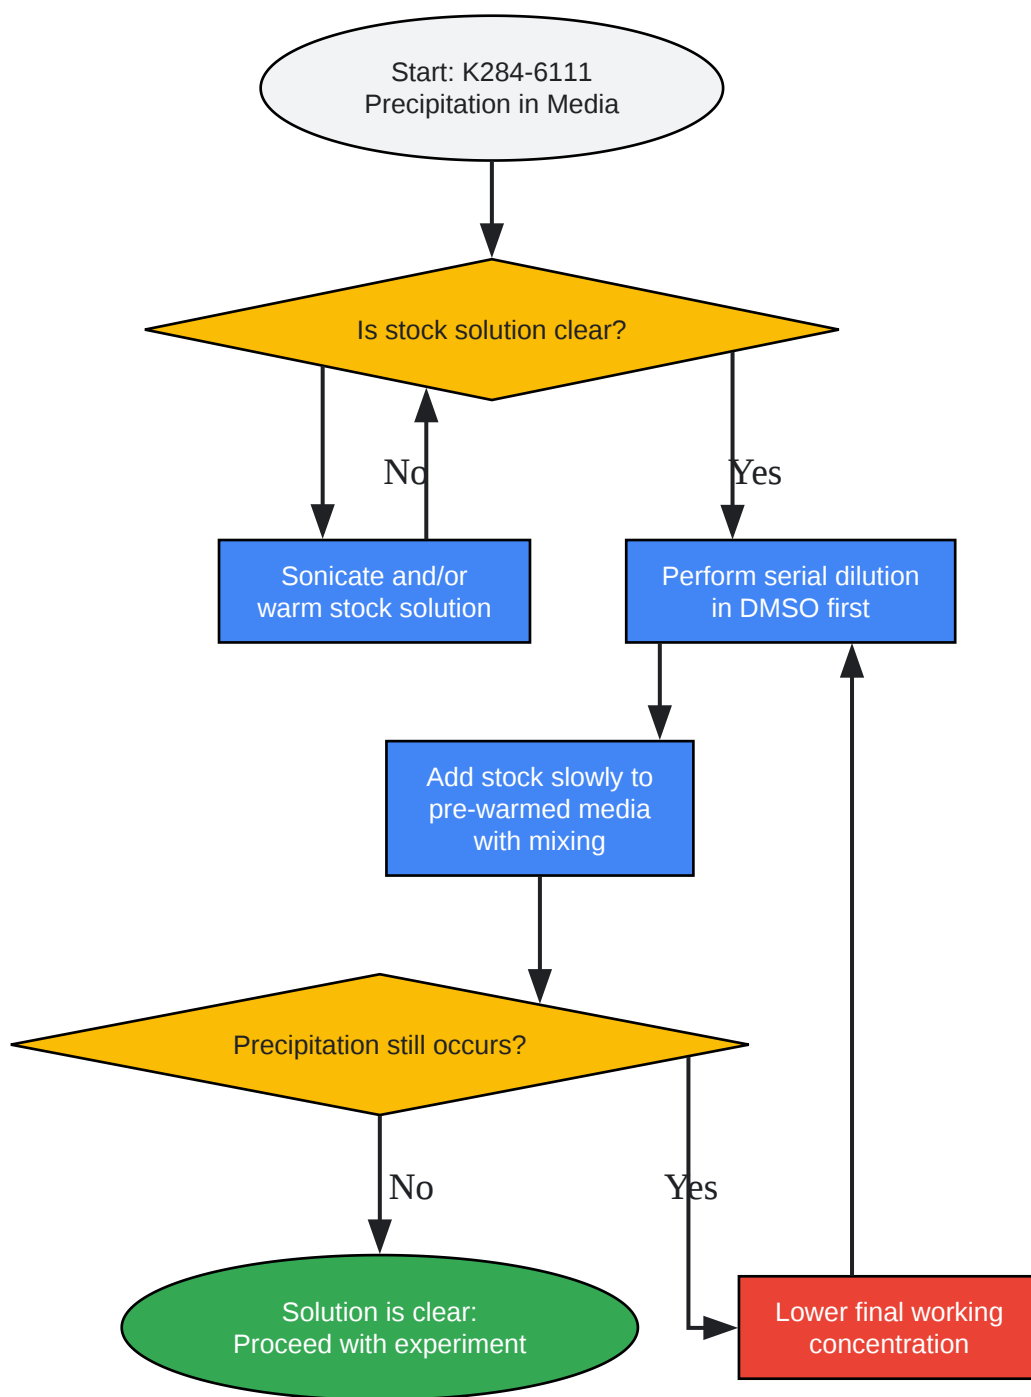 Start: K284-6111
Precipitation in Media
Is stock solution clear?
No
Yes
Sonicate and/or
warm stock solution
Perform serial dilution
in DMSO first
Add stock slowly to
pre-warmed media
with mixing
Precipitation still occurs?
No
Yes
Solution is clear:
Proceed with experiment
Lower final working
concentration